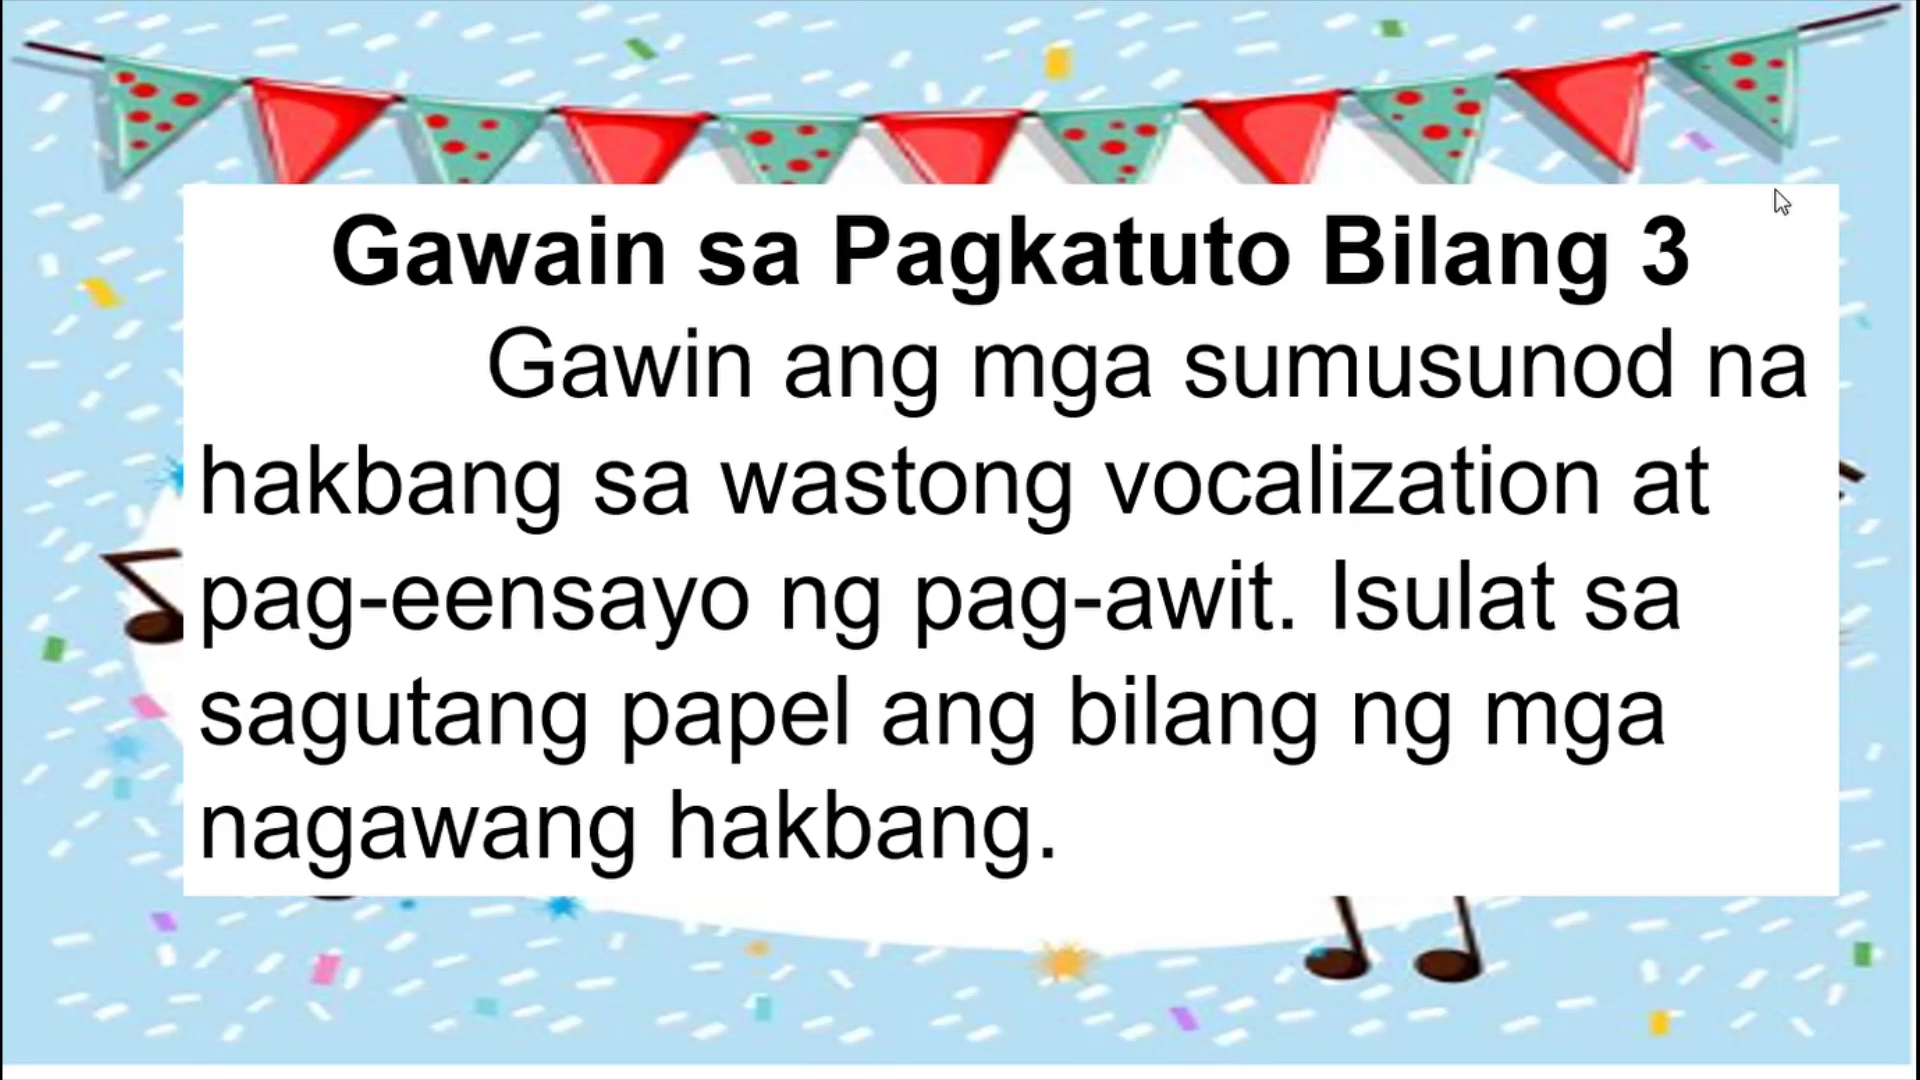 Gawain sa Pagkatuto Bilang 3
Gawin ang mga sumusunod na
hakbang sa wastong vocalization at
pag-eensayo ng pag-awit. Isulat sa
sagutang papel ang bilang ng mga
nagawang hakbang.